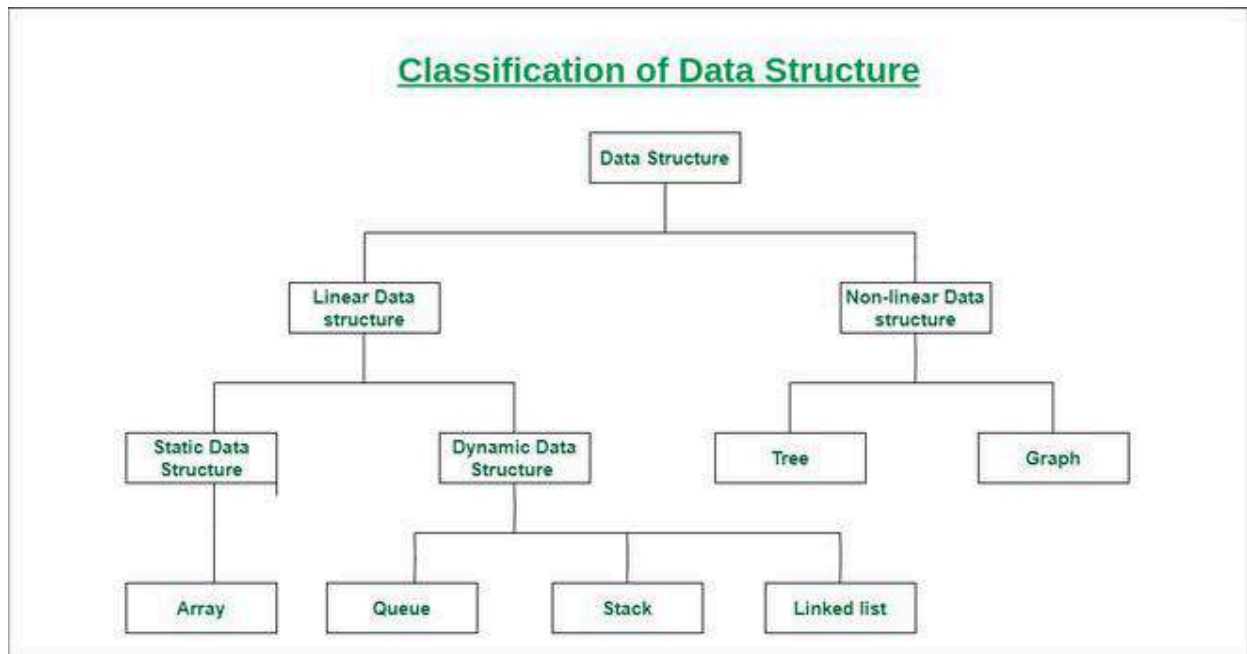 Classification of Data Structure
Data Structure
Linear Data
structure
Non-linear Data
structure
Static Data
Structure
Dynamic Data
Structure
Tree
Graph
Array
Queue
Stack
Linked list